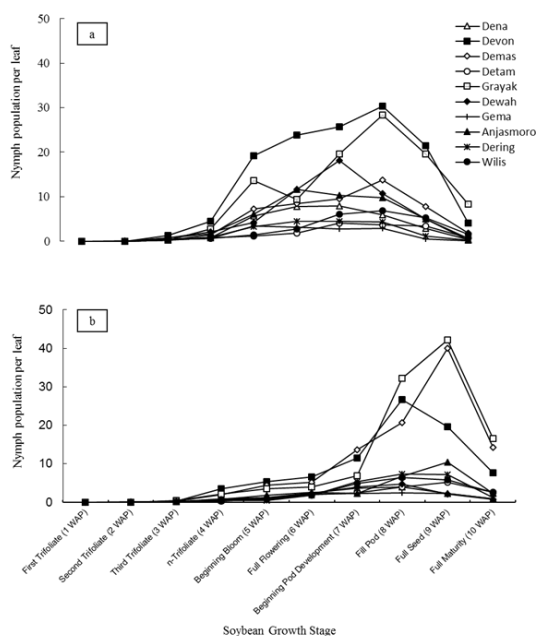 a
Nymph population per leaf
50
40
30
20
10
0
Dena
Devon
Demas
Detam
Grayak
Dewah
Gema
Anjasmoro
Dering
Wilis
b
Nymph population per leaf
50
40
30
20
10
0
First Trifoliate (1 WAP)
Second Trifoliate (2 WAP)
Third Trifoliate (3 WAP)
n-Trifoliate (4 WAP)
Beginning Bloom (5 WAP)
Full Flowering (6 WAP)
Beginning Pod Development (7 WAP)
Fill Pod (8 WAP)
Full Seed (9 WAP)
Full Maturity (10 WAP)
Soybean Growth Stage